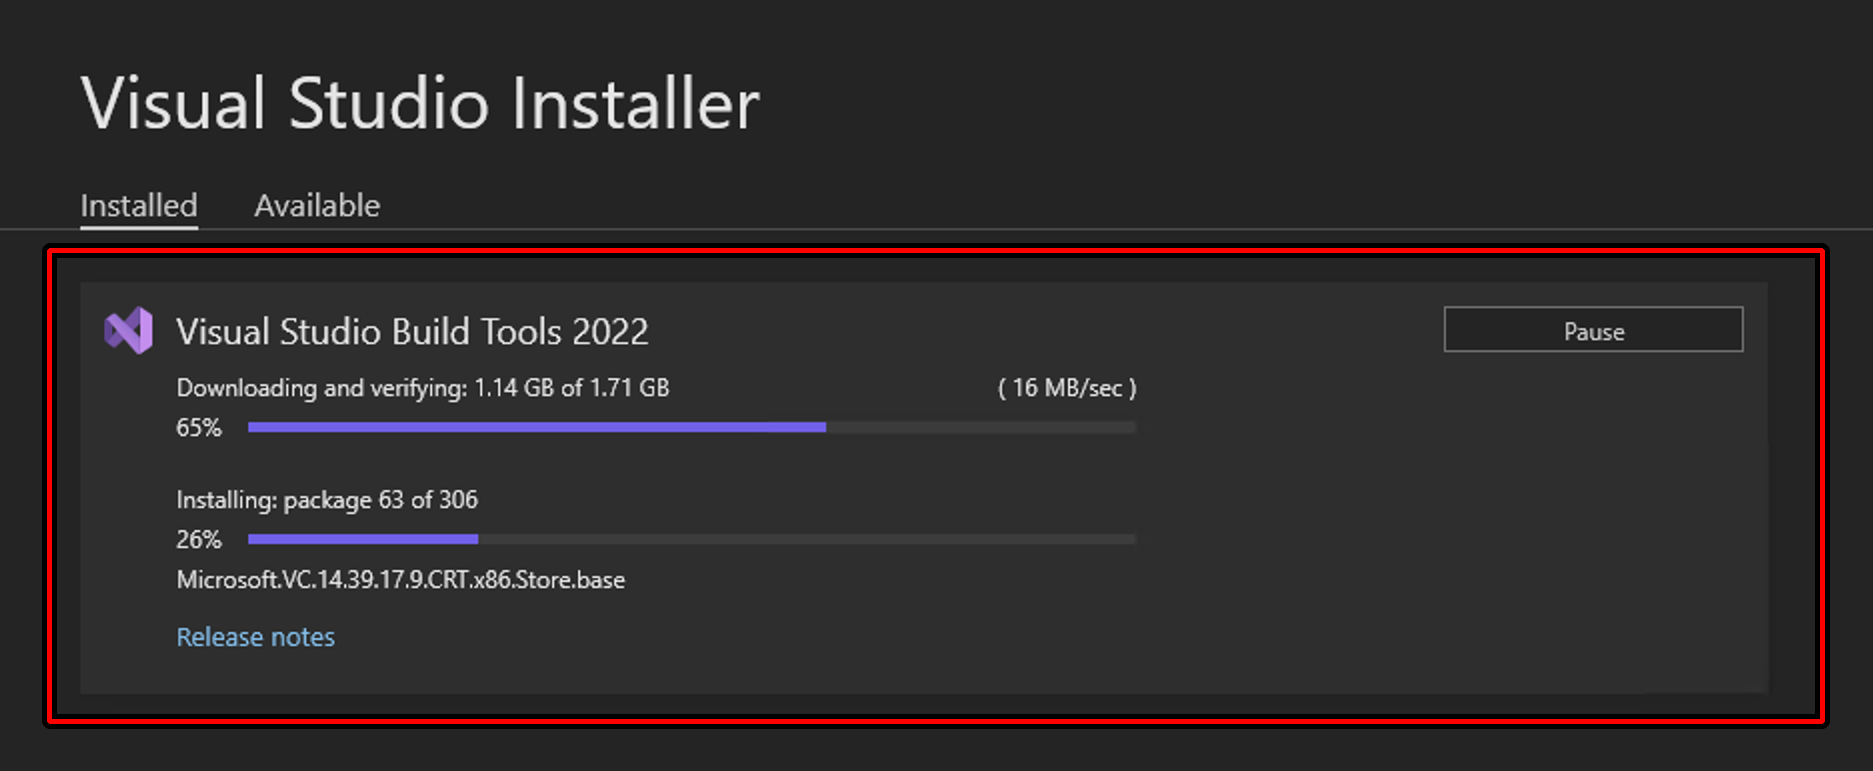 Visual Studio Installer
Installed Available
Visual Studio Build Tools 2022 Pause
Downloading and verifying: 1.14 GB of 1.71 GB ( 16 MB/sec )
65%
Installing: package 63 of 306
26%
Microsoft.VC.14.39.17.9.CRT.x86.Store.base
Release notes